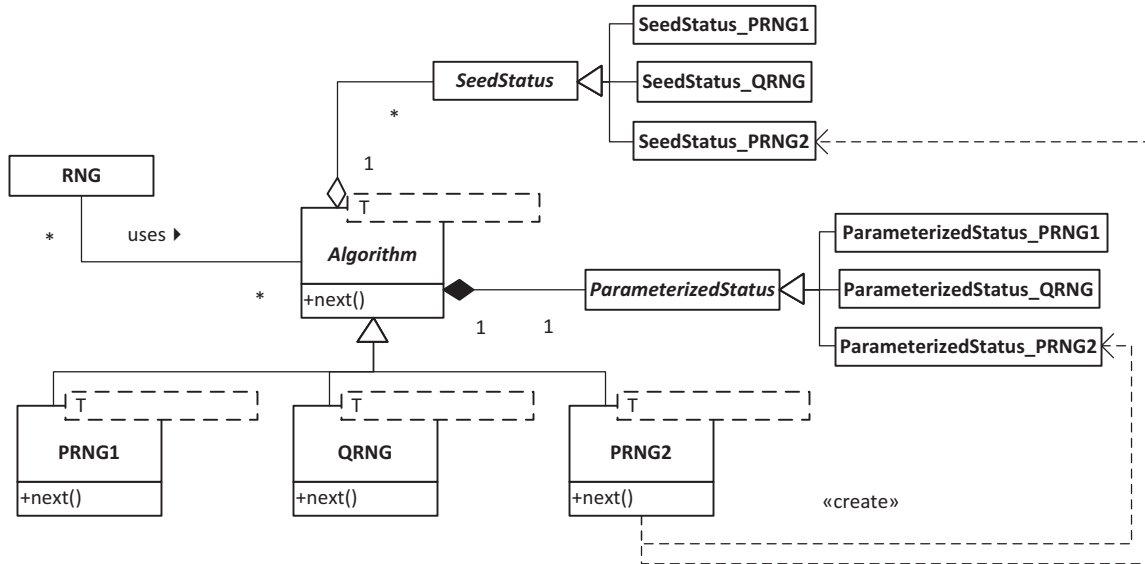 SeedStatus_PRNG1
SeedStatus
SeedStatus_QRNG
*
SeedStatus_PRNG2
RNG
1
T
*
uses
Algorithm
ParameterizedStatus_PRNG1
*
+next()
ParameterizedStatus
ParameterizedStatus_QRNG
1
1
ParameterizedStatus_PRNG2
T
T
T
PRNG1
QRNG
PRNG2
+next()
+next()
+next()
«create»